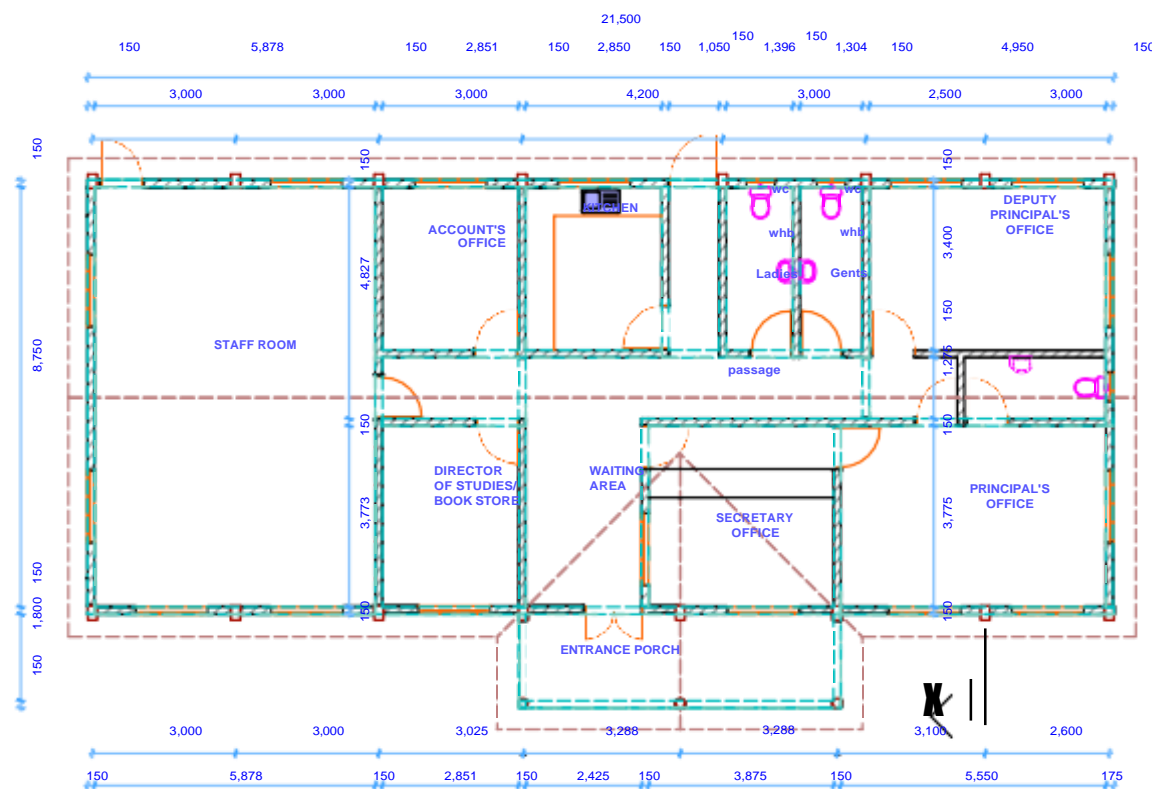 21,500
150 5,878 150 2,851 150 2,850 150 1,050 150 1,396 150 1,304 150 4,950 150
3,000 3,000 3,000 4,200 3,000 2,500 3,000
150 150 150
wc wc
KITCHEN
DEPUTY
PRINCIPAL'S
OFFICE
ACCOUNT'S
OFFICE
whb whb
3,400
4,827
Ladies Gents
150
8,750
STAFF ROOM
1,275
passage
150 150
DIRECTOR
OF STUDIES/
BOOK STORE
WAITING
AREA
PRINCIPAL'S
OFFICE
3,773
SECRETARY
OFFICE
3,775
150
1,800
150 150
ENTRANCE PORCH
150
X
3,000 3,000 3,025 3,288 3,288 3,100 2,600
150 5,878 150 2,851 150 2,425 150 3,875 150 5,550 175